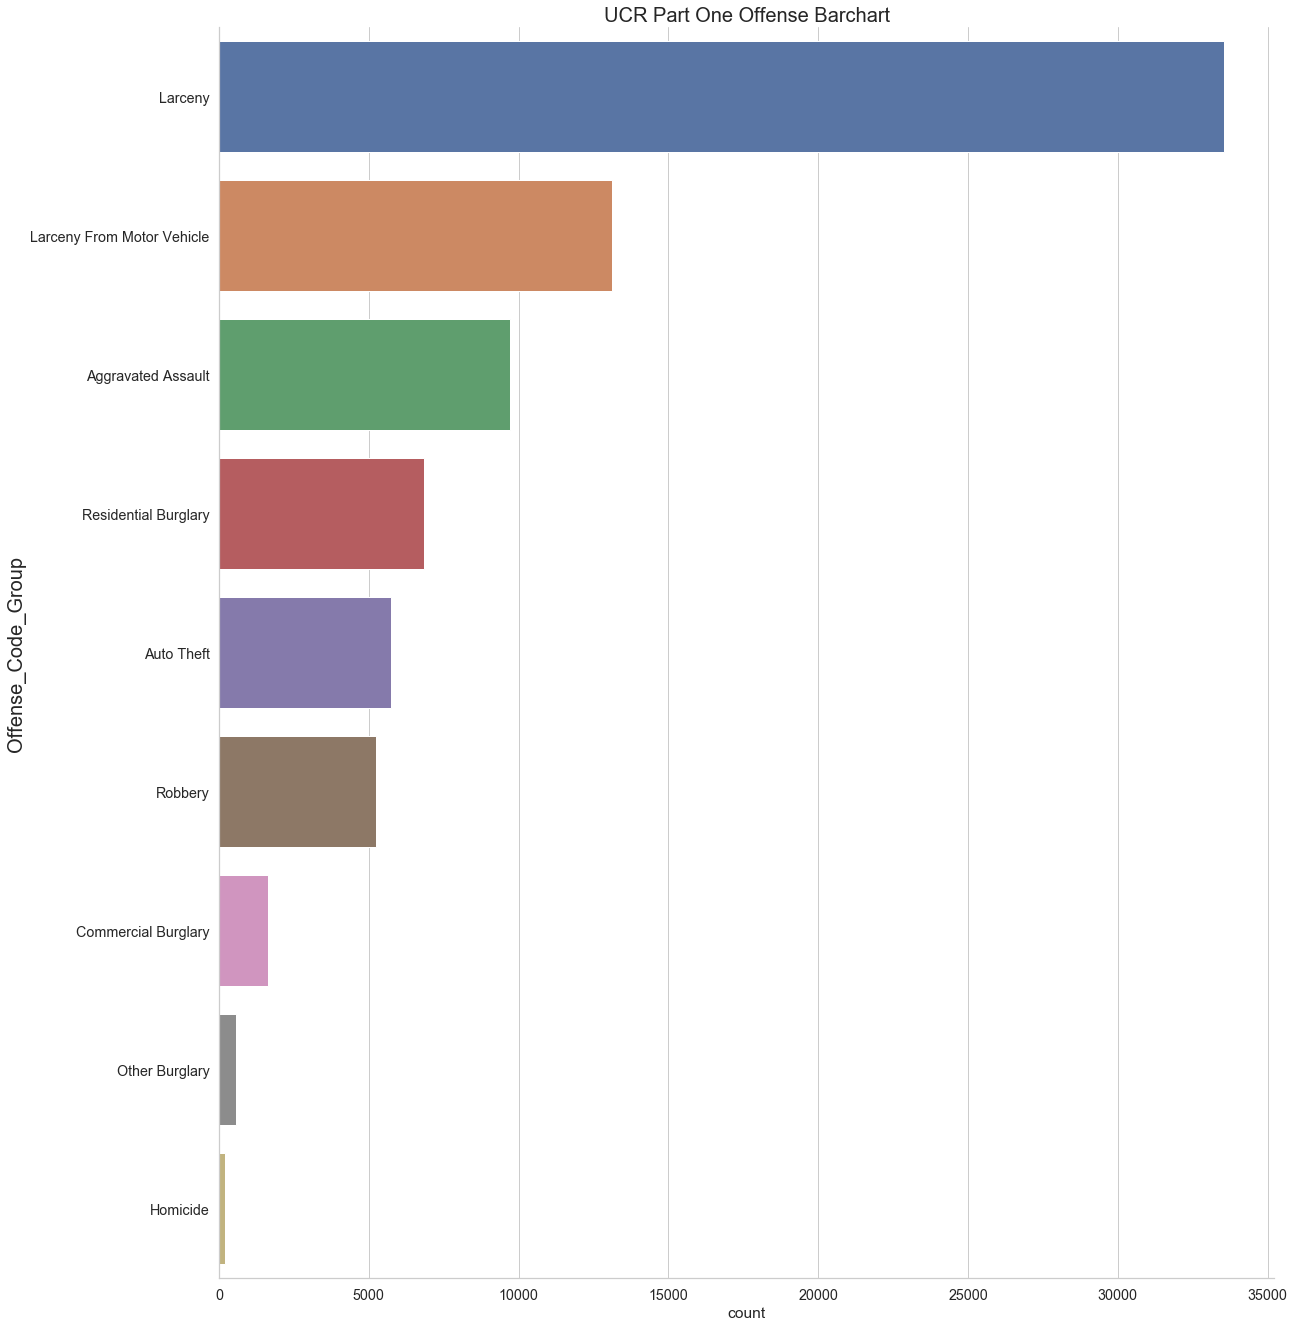 UCR Part One Offense Barchart
Offense_Code_Group
Larceny
Larceny From Motor Vehicle
Aggravated Assault
Residential Burglary
Auto Theft
Robbery
Commercial Burglary
Other Burglary
Homicide
0 5000 10000 15000 20000 25000 30000 35000
count